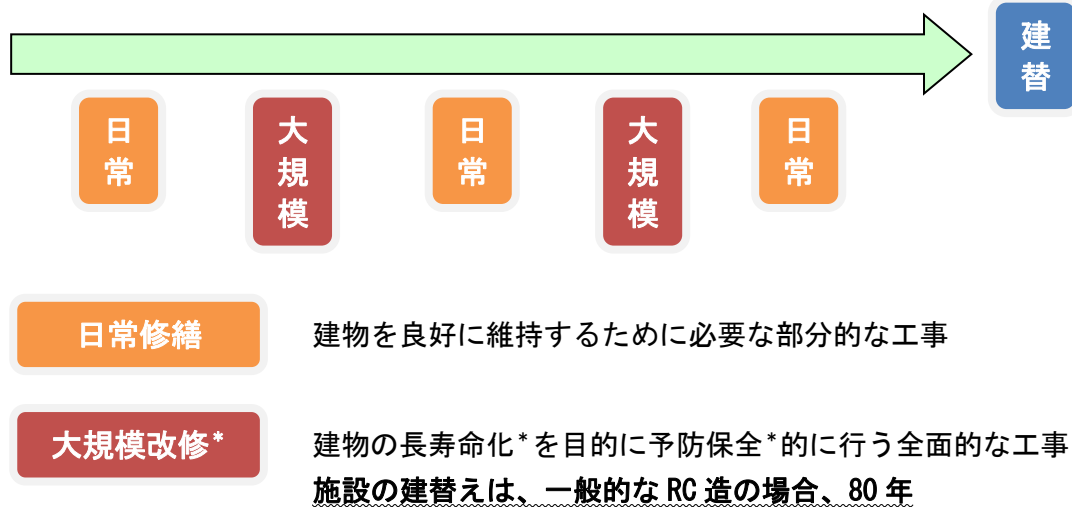 建替
日常
大規模
日常
大規模
日常
日常修繕
建物を良好に維持するために必要な部分的な工事
大規模改修*
建物の長寿命化*を目的に予防保全*的に行う全面的な工事
施設の建替えは、一般的な RC 造の場合、80 年